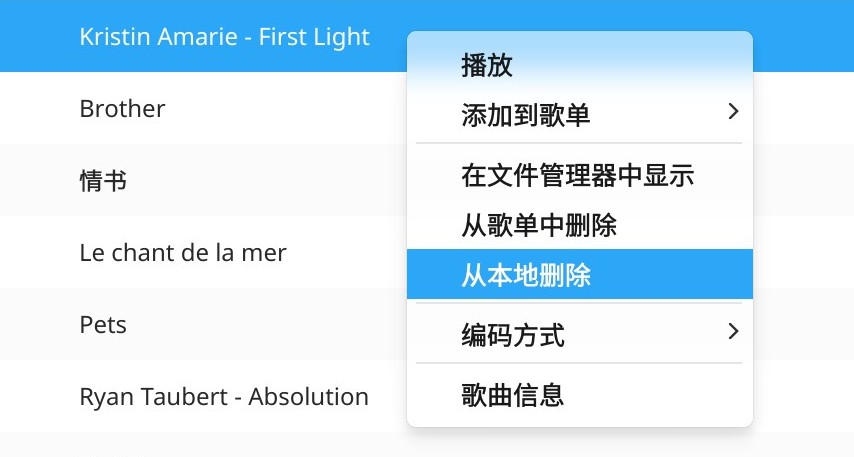 Kristin Amarie - First Light
Brother
情书
Le chant de la mer
Pets
Ryan Taubert - Absolution
播放
添加到歌单
在文件管理器中显示
从歌单中删除
从本地删除
编码方式
歌曲信息